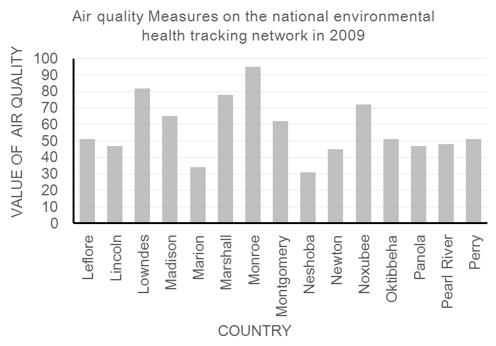 Air quality Measures on the national environmental
health tracking network in 2009
VALUE OF AIR QUALITY
100
90
80
70
60
50
40
30
20
10
0
Leflore
Lincoln
Lowndes
Madison
Marion
Marshall
Monroe
Montgomery
Neshoba
Newton
Noxubee
Oktibbeha
Panola
Pearl River
Perry
COUNTRY